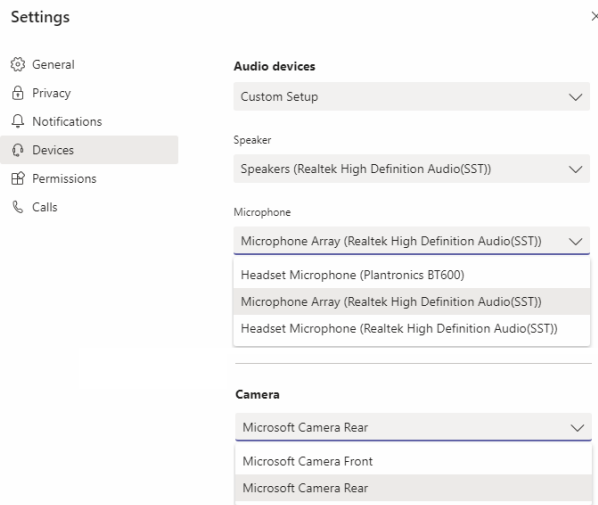 Settings
General
Privacy
Notifications
Devices
Permissions
Calls
Audio devices
Custom Setup
Speaker
Speakers (Realtek High Definition Audio(SST))
Microphone
Microphone Array (Realtek High Definition Audio(SST))
Headset Microphone (Plantronics BT600)
Microphone Array (Realtek High Definition Audio(SST))
Headset Microphone (Realtek High Definition Audio(SST))
Camera
Microsoft Camera Rear
Microsoft Camera Front
Microsoft Camera Rear